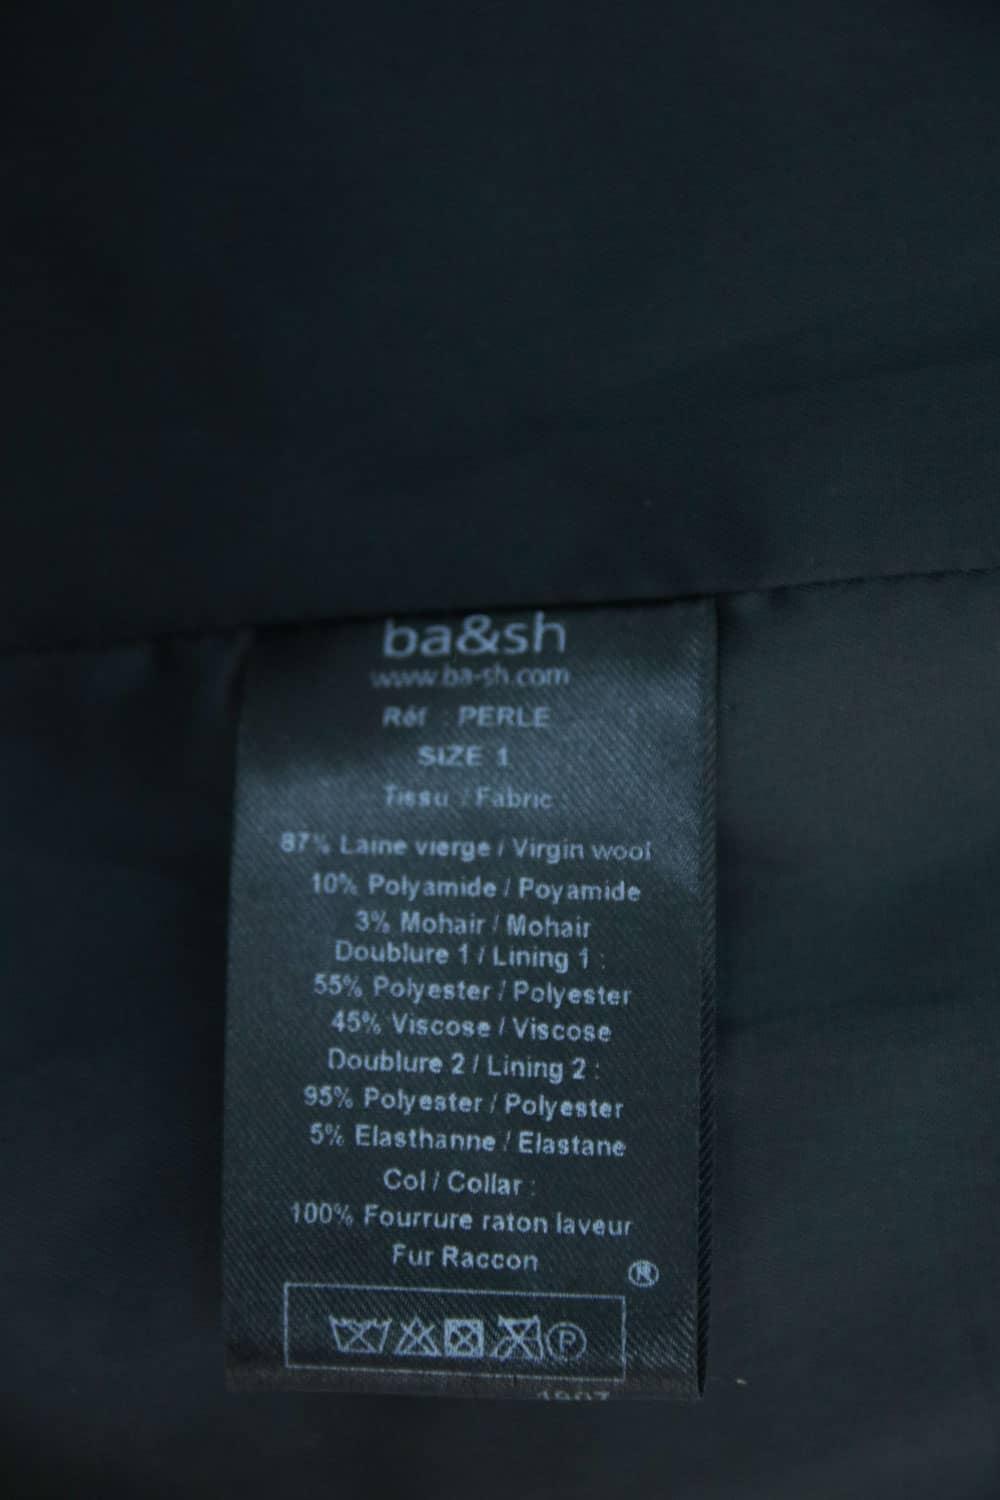 ba&sh
www.ba-sh.com
Réf : PERLE
SIZE 1
Tissu / Fabric :
87% Laine vierge / Virgin wool
10% Polyamide / Poyamide
3% Mohair / Mohair
Doublure 1 / Lining 1 :
55% Polyester / Polyester
45% Viscose / Viscose
Doublure 2 / Lining 2 :
95% Polyester / Polyester
5% Elasthanne / Elastane
Col / Collar :
100% Fourrure raton laveur
Fur Raccon
P